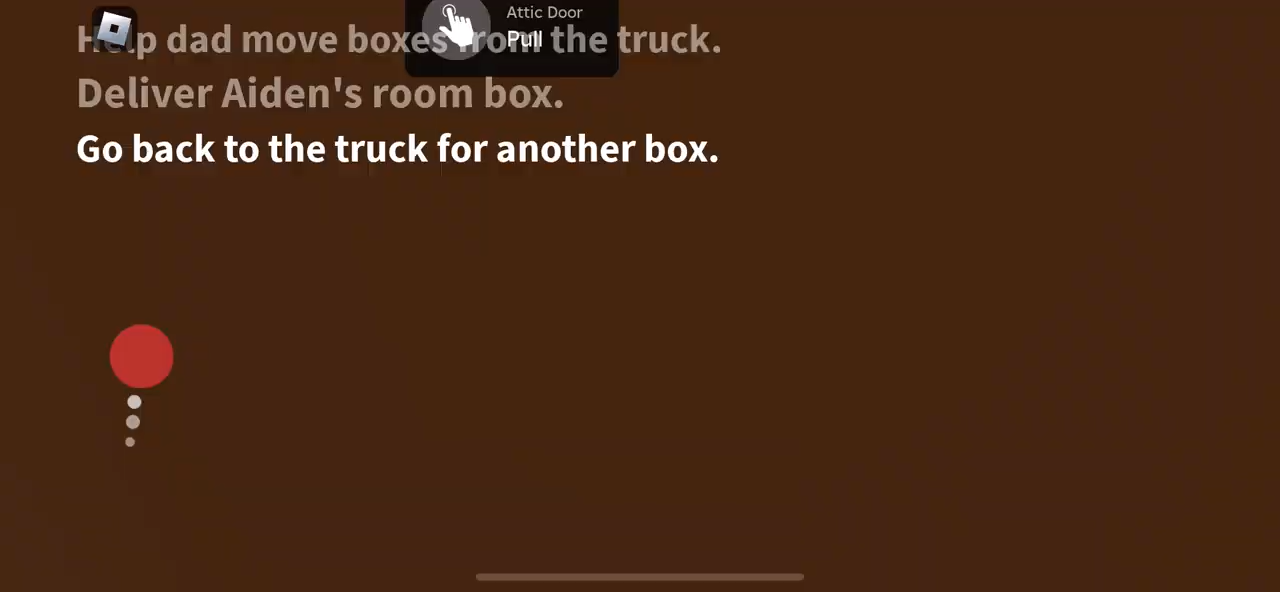 Attic Door
Pull
Help dad move boxes from the truck.
Deliver Aiden's room box.
Go back to the truck for another box.